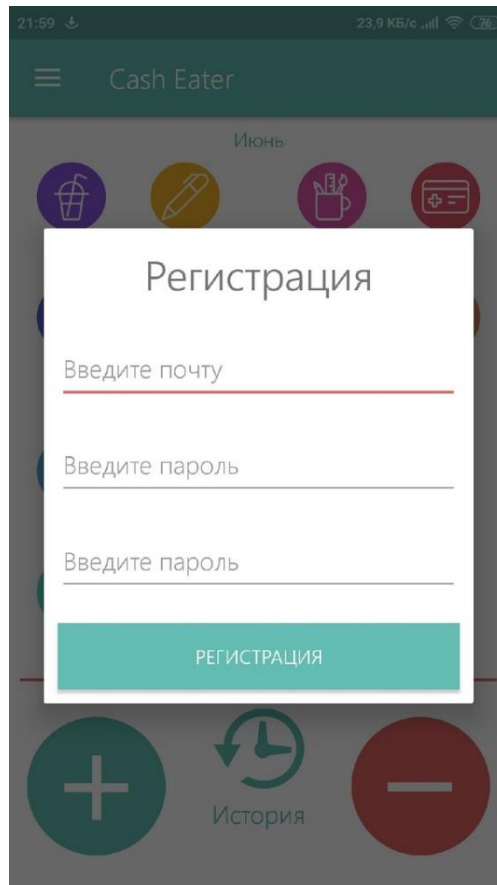 21:59 23,9 КБ/с 76
Cash Eater
Июнь
Регистрация
Введите почту
Введите пароль
Введите пароль
РЕГИСТРАЦИЯ
История